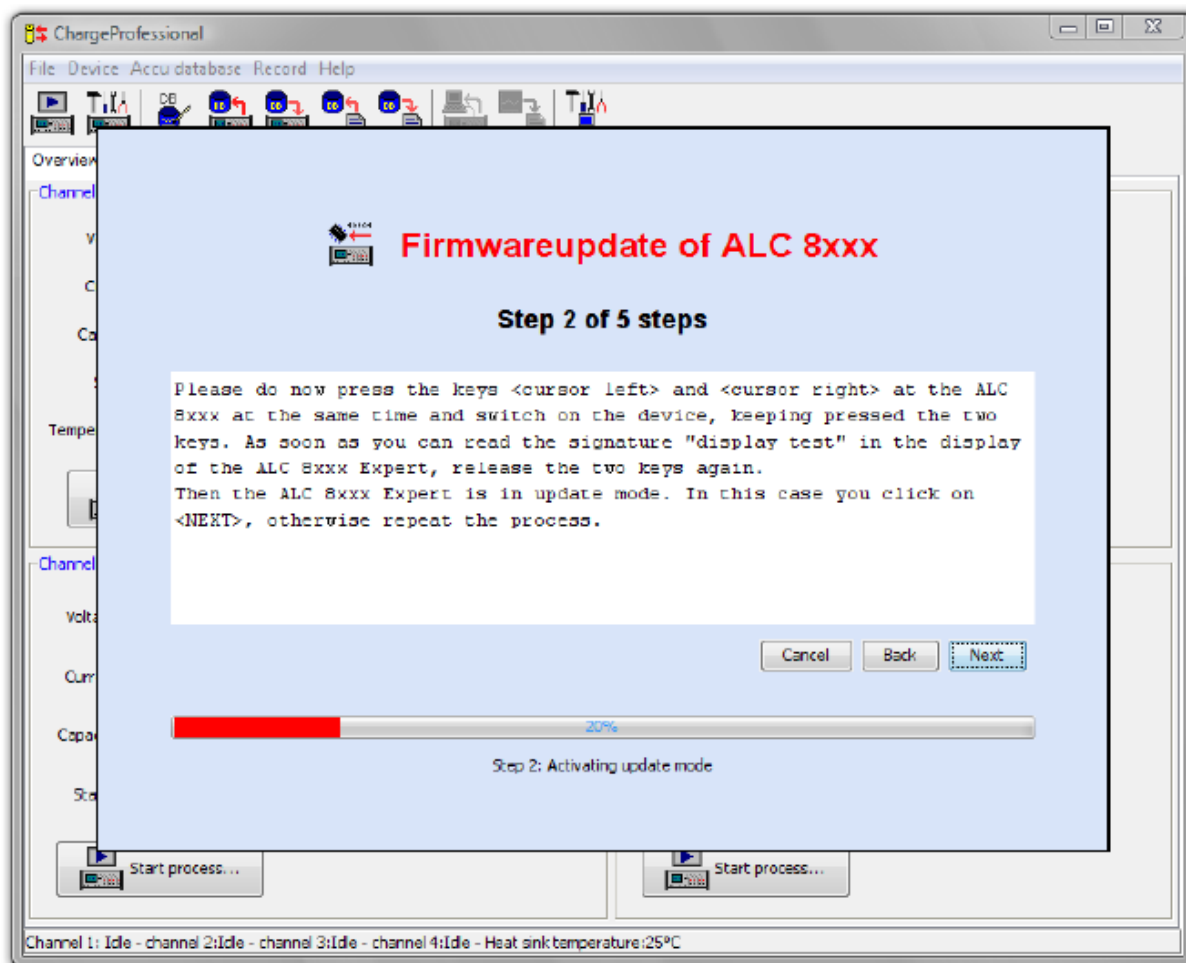 ChargeProfessional
File Device Accu database Record Help
DB
Overview
Channel
V
C
Ca
Tempe
Firmwareupdate of ALC 8xxx
Step 2 of 5 steps
Please do now press the keys <cursor left> and <cursor right> at the ALC
8xxx at the same time and switch on the device, keeping pressed the two
keys. As soon as you can read the signature "display test" in the display
of the ALC 8xxx Expert, release the two keys again.
Then the ALC 8xxx Expert is in update mode. In this case you click on
<NEXT>, otherwise repeat the process.
Channel
Volta
Curr
Capa
Sta
Cancel Back Next
20%
Step 2: Activating update mode
Start process... Start process...
Channel 1: Idle - channel 2:Idle - channel 3:Idle - channel 4:Idle - Heat sink temperature:25°C